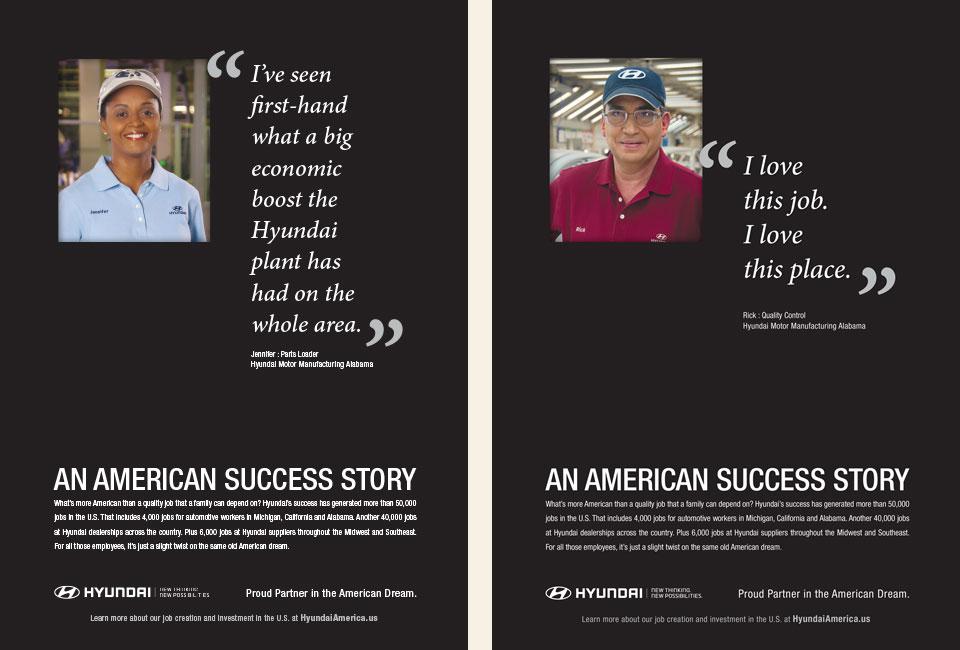 “ I’ve seen
first-hand
what a big
economic
boost the
Hyundai
plant has
had on the
whole area. ”
Jennifer
HYUNDAI
Jennifer : Parts Loader
Hyundai Motor Manufacturing Alabama
AN AMERICAN SUCCESS STORY
What's more American than a quality job that a family can depend on? Hyundai's success has generated more than 50,000
jobs in the U.S. That includes 4,000 jobs for automotive workers in Michigan, California and Alabama. Another 40,000 jobs
at Hyundai dealerships across the country. Plus 6,000 jobs at Hyundai suppliers throughout the Midwest and Southeast.
For all those employees, it's just a slight twist on the same old American dream.
HYUNDAI
NEW THINKING.
NEW POSSIBILITIES.
Proud Partner in the American Dream.
Learn more about our job creation and investment in the U.S. at HyundaiAmerica.us
“ I love
this job.
I love
this place. ”
Rick
Rick : Quality Control
Hyundai Motor Manufacturing Alabama
AN AMERICAN SUCCESS STORY
What's more American than a quality job that a family can depend on? Hyundai's success has generated more than 50,000
jobs in the U.S. That includes 4,000 jobs for automotive workers in Michigan, California and Alabama. Another 40,000 jobs
at Hyundai dealerships across the country. Plus 6,000 jobs at Hyundai suppliers throughout the Midwest and Southeast.
For all those employees, it's just a slight twist on the same old American dream.
HYUNDAI
NEW THINKING.
NEW POSSIBILITIES.
Proud Partner in the American Dream.
Learn more about our job creation and investment in the U.S. at HyundaiAmerica.us